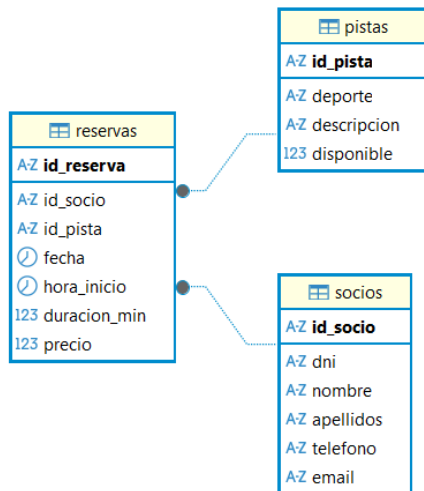 pistas
A-Z id_pista
A-Z deporte
A-Z descripcion
123 disponible
reservas
A-Z id_reserva
A-Z id_socio
A-Z id_pista
fecha
hora_inicio
123 duracion_min
123 precio
socios
A-Z id_socio
A-Z dni
A-Z nombre
A-Z apellidos
A-Z telefono
A-Z email